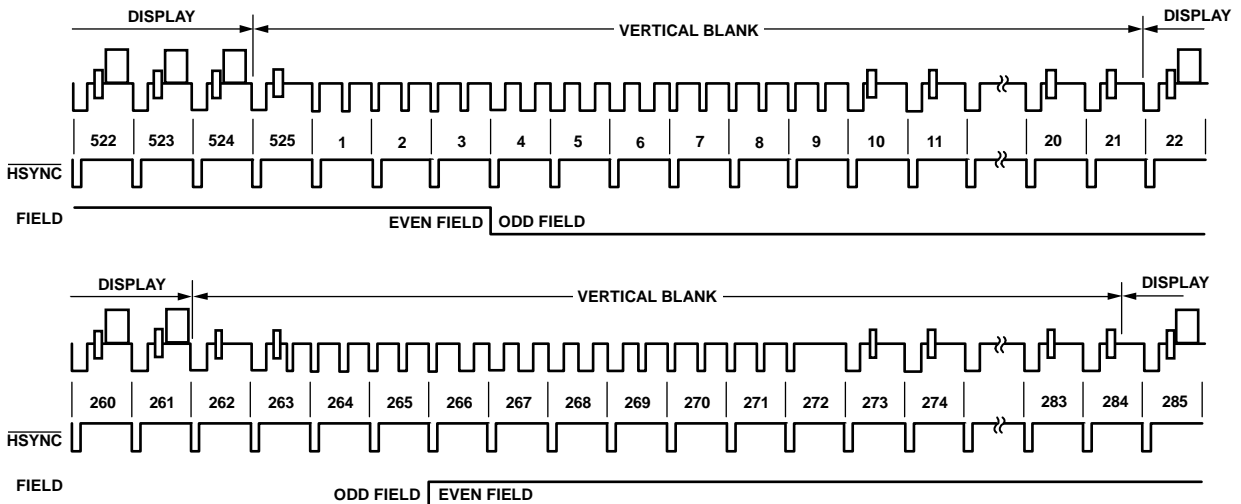 DISPLAY DISPLAY
VERTICAL BLANK
522 523 524 525 1 2 3 4 5 6 7 8 9 10 11 20 21 22
HSYNC
FIELD
EVEN FIELD ODD FIELD
DISPLAY DISPLAY
VERTICAL BLANK
260 261 262 263 264 265 266 267 268 269 270 271 272 273 274 283 284 285
HSYNC
FIELD
ODD FIELD EVEN FIELD